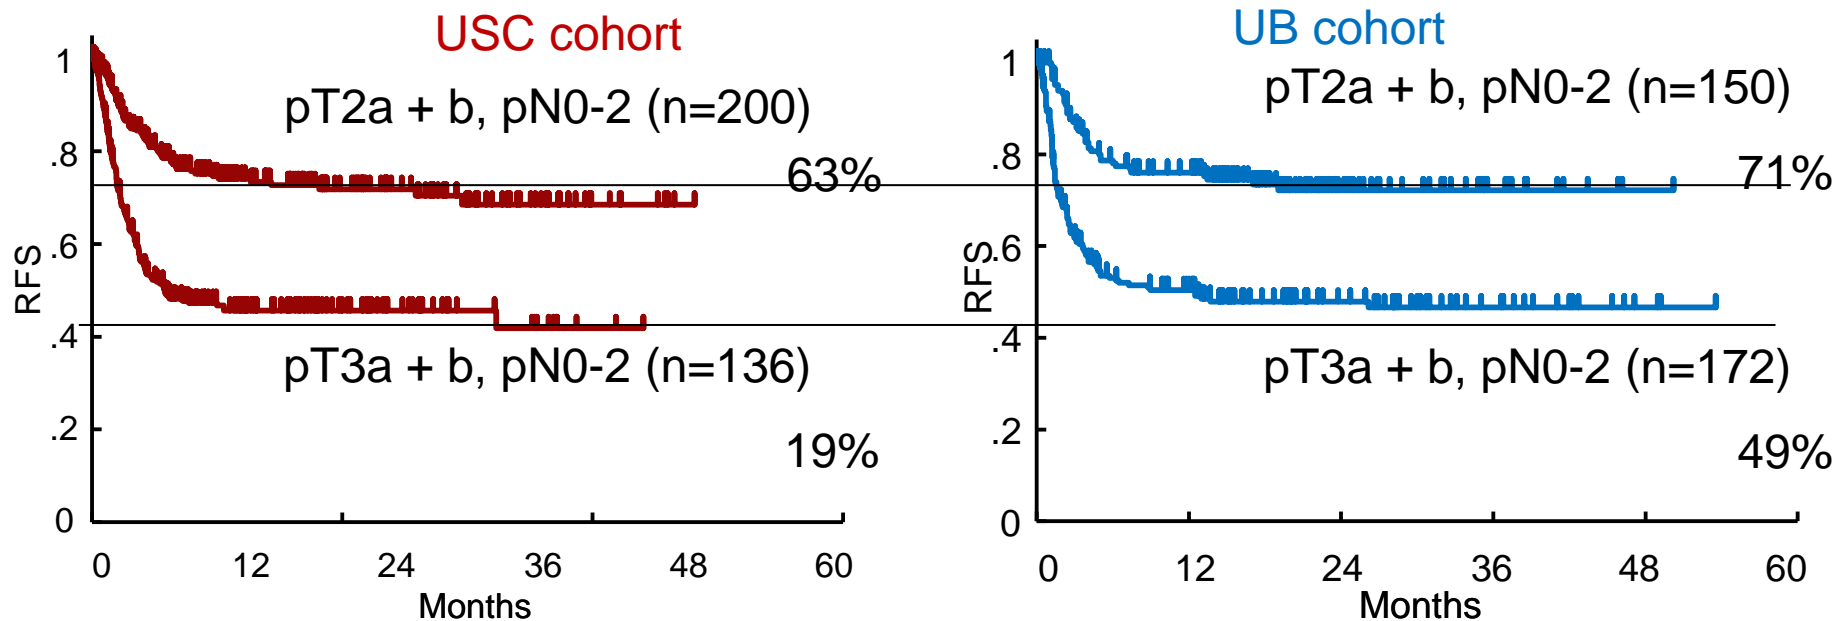 USC cohort
1
pT2a + b, pN0-2 (n=200)
.8
63%
.6
RFS
.4
pT3a + b, pN0-2 (n=136)
.2
19%
0
0 12 24 36 48 60
Months
UB cohort
1
pT2a + b, pN0-2 (n=150)
.8
71%
.6
RFS
.4
pT3a + b, pN0-2 (n=172)
.2
49%
0
0 12 24 36 48 60
Months